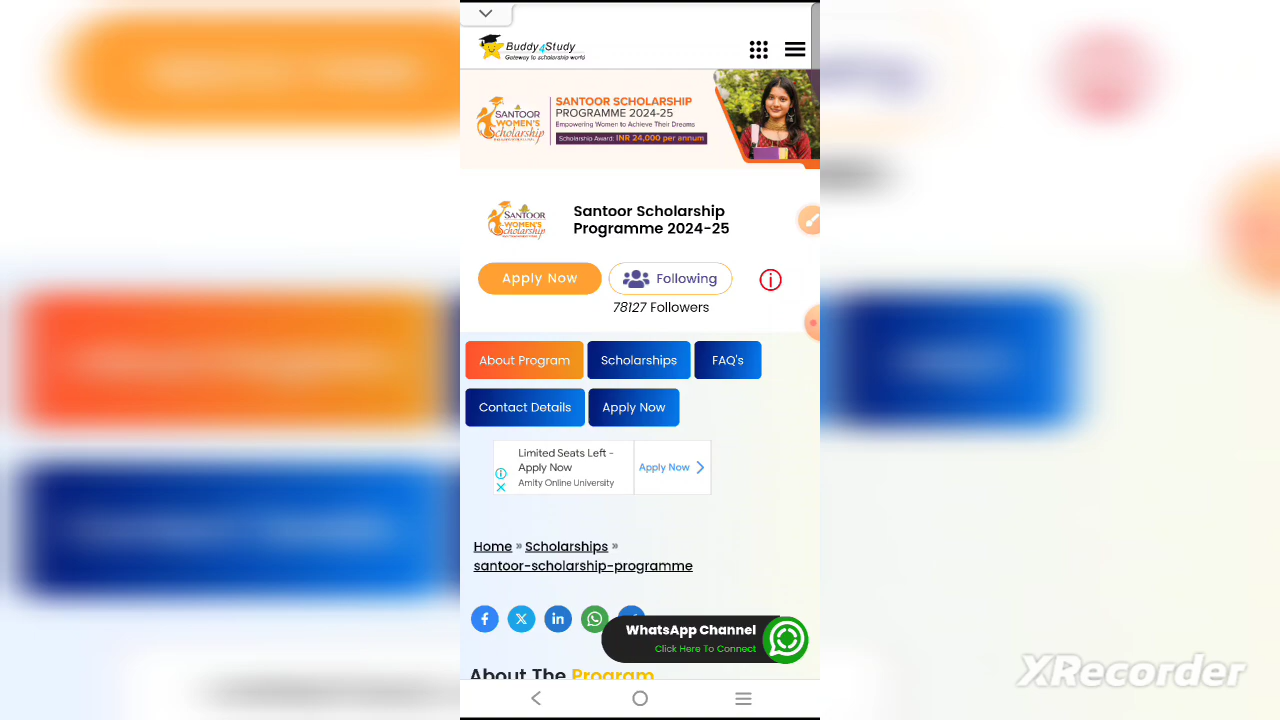 Buddy4Study
Gateway to scholarship world
SANTOOR
WOMEN'S
Scholarship
SANTOOR SCHOLARSHIP
PROGRAMME 2024-25
Empowering Women to Achieve Their Dreams
Scholarship Award: INR 24,000 per annum
SANTOOR
WOMEN'S
Scholarship
Santoor Scholarship
Programme 2024-25
Apply Now
Following
78127 Followers
About Program
Scholarships
FAQ's
Contact Details
Apply Now
Limited Seats Left -
Apply Now
Amity Online University
Apply Now
Home » Scholarships »
santoor-scholarship-programme
WhatsApp Channel
Click Here To Connect
About The Program
XRecorder